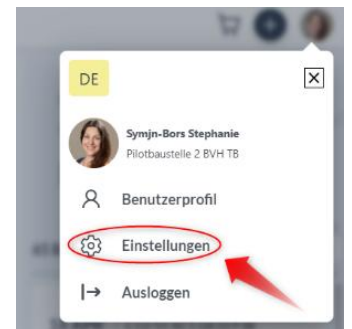 DE
Symjn-Bors Stephanie
Pilotbaustelle 2 BVH TB
Benutzerprofil
Einstellungen
Ausloggen